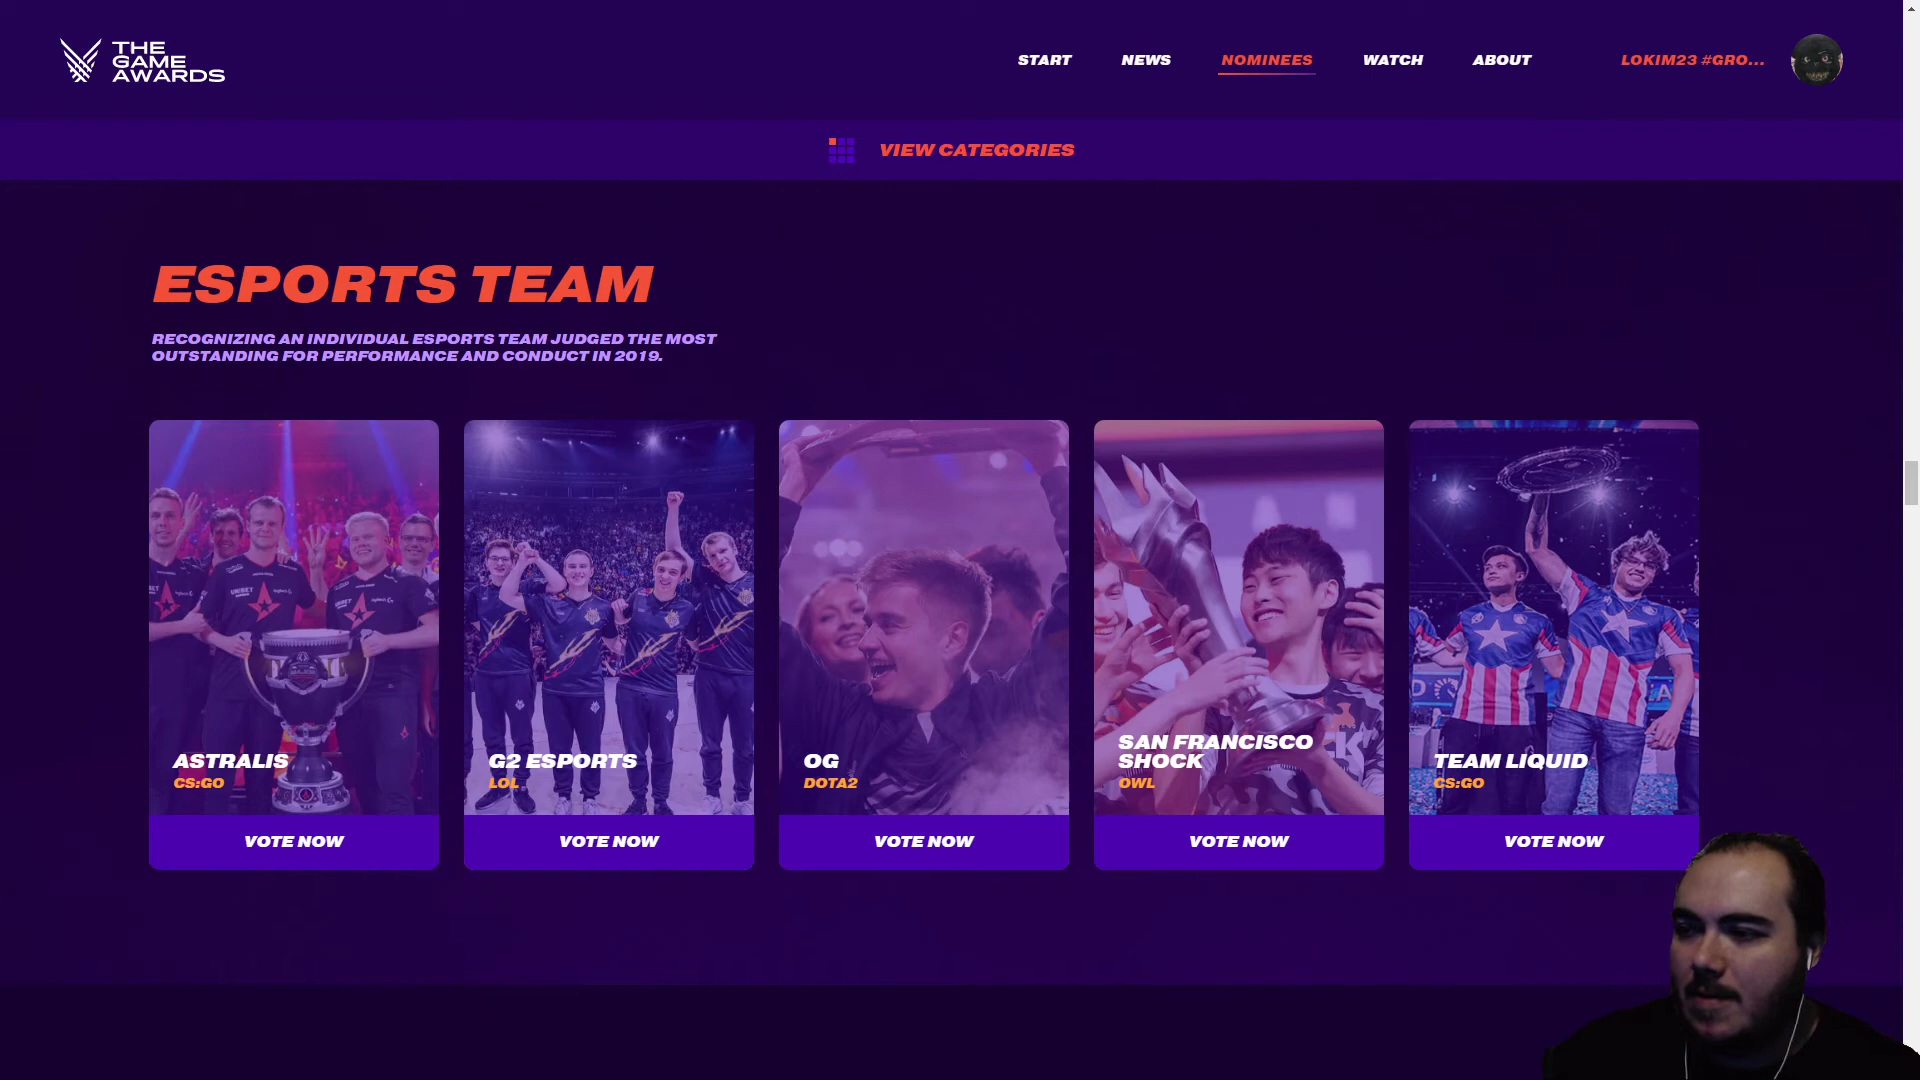 THE
GAME
AWARDS
START NEWS NOMINEES WATCH ABOUT LOKIM23 #GRO...
VIEW CATEGORIES
ESPORTS TEAM
RECOGNIZING AN INDIVIDUAL ESPORTS TEAM JUDGED THE MOST
OUTSTANDING FOR PERFORMANCE AND CONDUCT IN 2019.
ASTRALIS
CS:GO
VOTE NOW
G2 ESPORTS
LOL
VOTE NOW
OG
DOTA2
VOTE NOW
SAN FRANCISCO
SHOCK
OWL
VOTE NOW
TEAM LIQUID
CS:GO
VOTE NOW